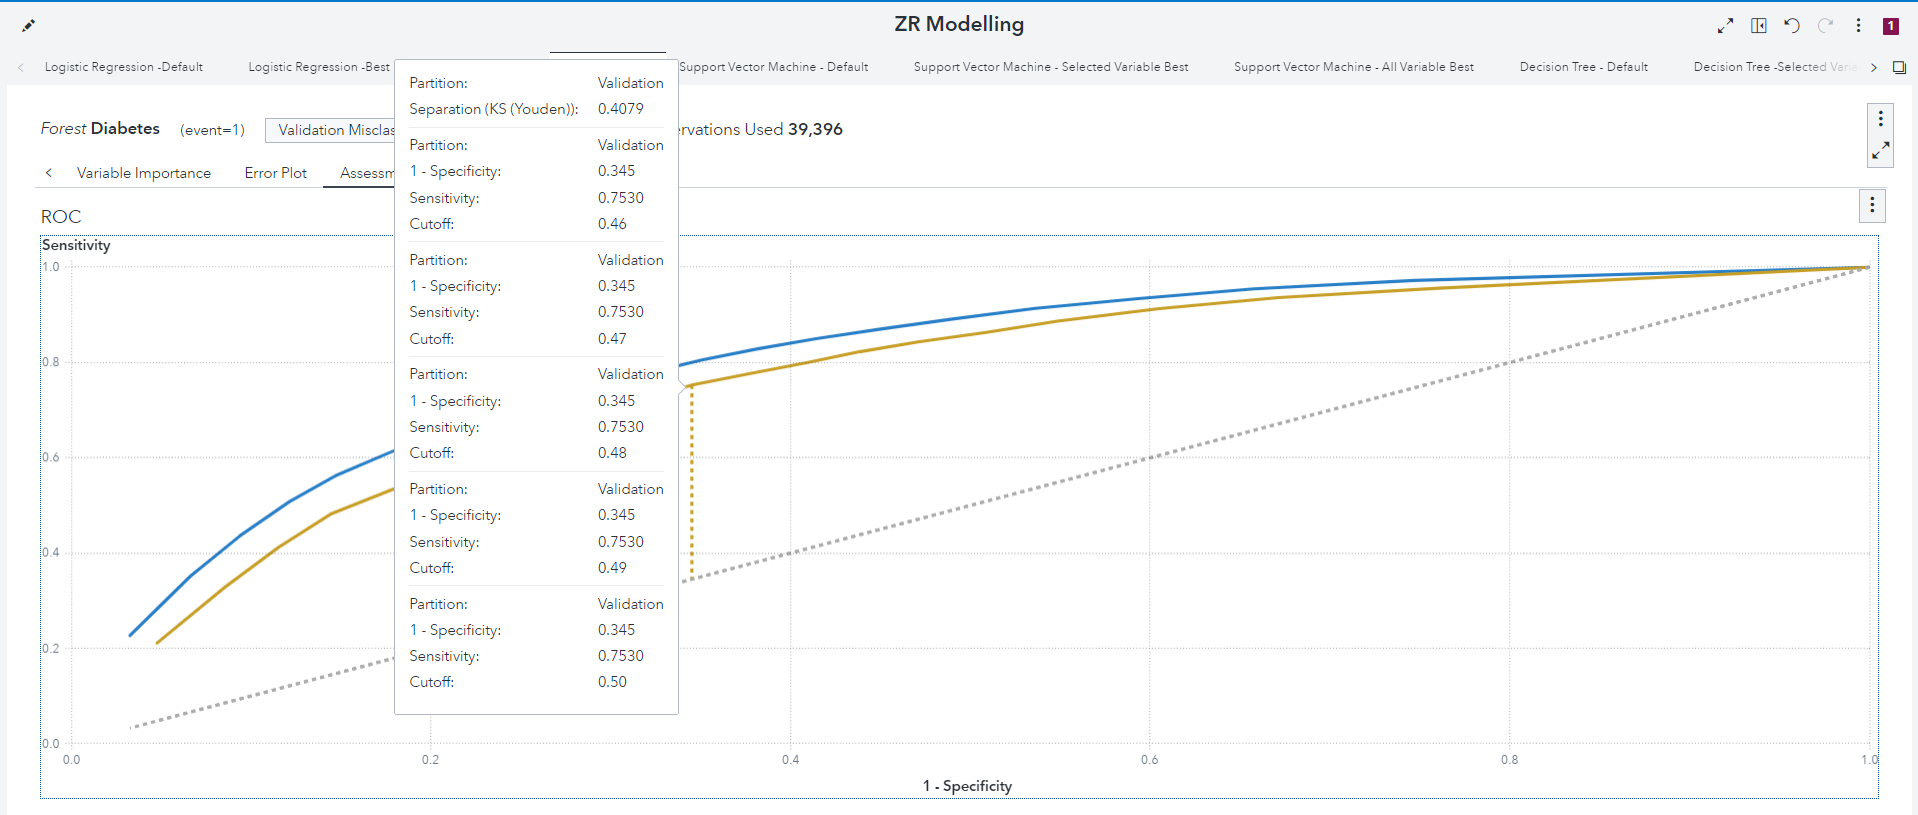 ZR Modelling
1
Logistic Regression -Default
Logistic Regression -Best
Support Vector Machine - Default
Support Vector Machine - Selected Variable Best
Support Vector Machine - All Variable Best
Decision Tree - Default
Decision Tree -Selected Varia
Forest Diabetes (event=1)
Validation Misclas
ervations Used 39,396
Variable Importance
Error Plot
Assessm
ROC
Partition: Validation
Separation (KS (Youden)): 0.4079
Partition: Validation
1 - Specificity: 0.345
Sensitivity: 0.7530
Cutoff: 0.46
Partition: Validation
1 - Specificity: 0.345
Sensitivity: 0.7530
Cutoff: 0.47
Partition: Validation
1 - Specificity: 0.345
Sensitivity: 0.7530
Cutoff: 0.48
Partition: Validation
1 - Specificity: 0.345
Sensitivity: 0.7530
Cutoff: 0.49
Partition: Validation
1 - Specificity: 0.345
Sensitivity: 0.7530
Cutoff: 0.50
Sensitivity
1.0
0.8
0.6
0.4
0.2
0.0
0.0 0.2 0.4 0.6 0.8 1.0
1 - Specificity